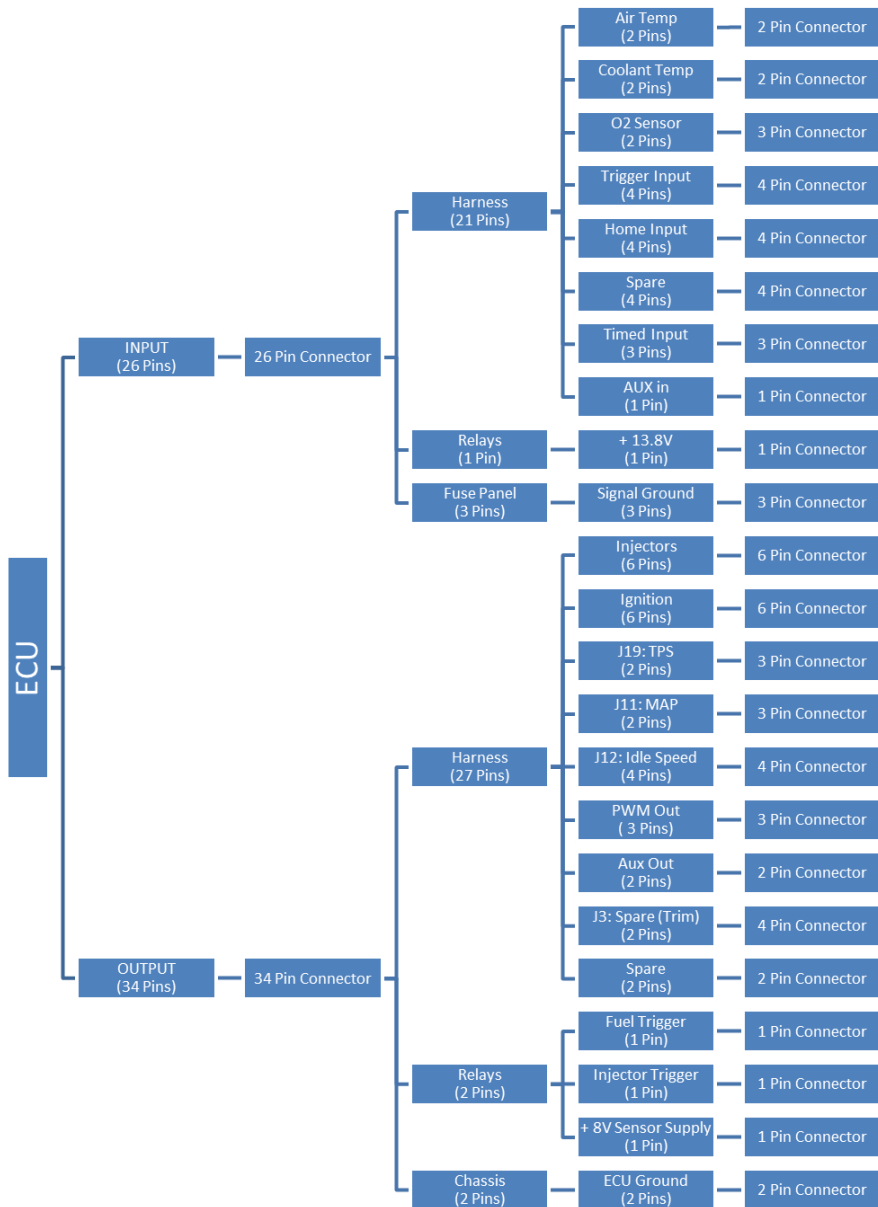 Air Temp
(2 Pins)
2 Pin Connector
Coolant Temp
(2 Pins)
2 Pin Connector
O2 Sensor
(2 Pins)
3 Pin Connector
Trigger Input
(4 Pins)
4 Pin Connector
Harness
(21 Pins)
Home Input
(4 Pins)
4 Pin Connector
Spare
(4 Pins)
4 Pin Connector
INPUT
(26 Pins)
26 Pin Connector
Timed Input
(3 Pins)
3 Pin Connector
AUX in
(1 Pin)
1 Pin Connector
Relays
(1 Pin)
+ 13.8V
(1 Pin)
1 Pin Connector
Fuse Panel
(3 Pins)
Signal Ground
(3 Pins)
3 Pin Connector
ECU
Injectors
(6 Pins)
6 Pin Connector
Ignition
(6 Pins)
6 Pin Connector
J19: TPS
(2 Pins)
3 Pin Connector
J11: MAP
(2 Pins)
3 Pin Connector
Harness
(27 Pins)
J12: Idle Speed
(4 Pins)
4 Pin Connector
PWM Out
( 3 Pins)
3 Pin Connector
Aux Out
(2 Pins)
2 Pin Connector
J3: Spare (Trim)
(2 Pins)
4 Pin Connector
OUTPUT
(34 Pins)
34 Pin Connector
Spare
(2 Pins)
2 Pin Connector
Fuel Trigger
(1 Pin)
1 Pin Connector
Relays
(2 Pins)
Injector Trigger
(1 Pin)
1 Pin Connector
+ 8V Sensor Supply
(1 Pin)
1 Pin Connector
Chassis
(2 Pins)
ECU Ground
(2 Pins)
2 Pin Connector